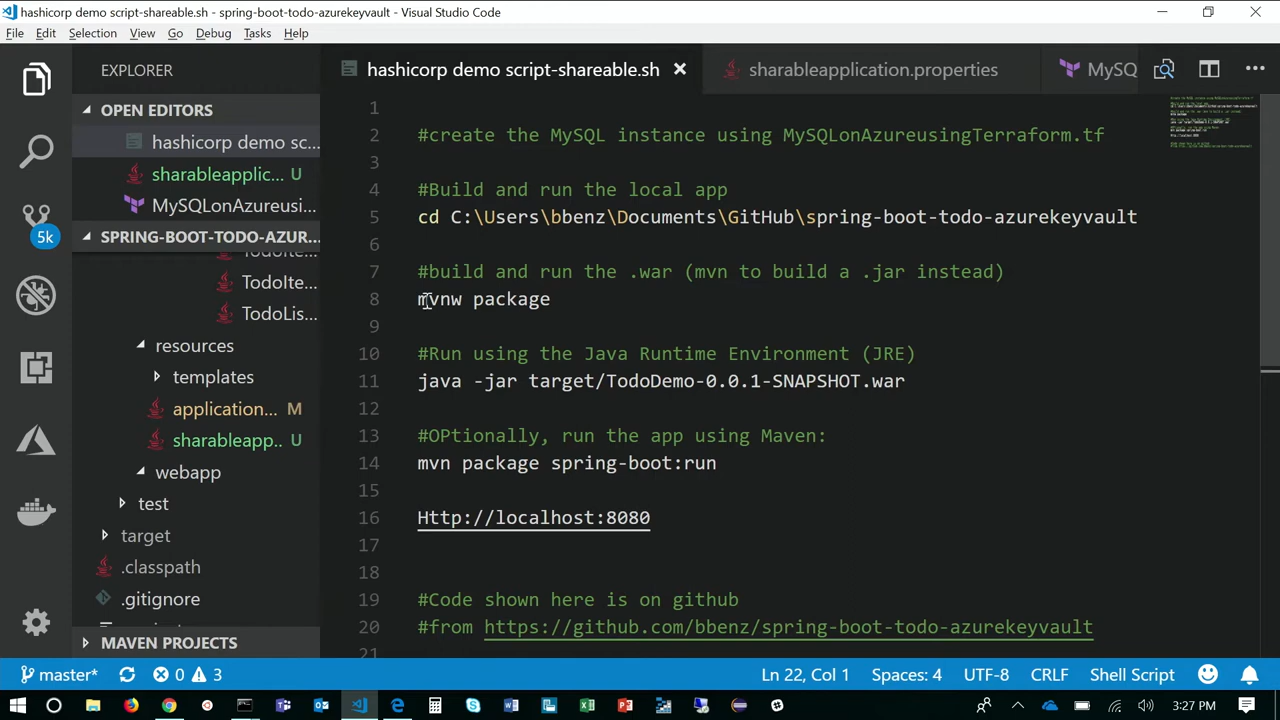 hashicorp demo script-shareable.sh - spring-boot-todo-azurekeyvault - Visual Studio Code
File Edit Selection View Go Debug Tasks Help
EXPLORER
hashicorp demo script-shareable.sh
sharableapplication.properties
MySQ
OPEN EDITORS
hashicorp demo sc...
sharableapplic... U
MySQLonAzureusi...
SPRING-BOOT-TODO-AZUR...
TodoIte...
TodoIte...
TodoLis...
resources
templates
application... M
sharableapp... U
webapp
test
target
.classpath
.gitignore
MAVEN PROJECTS
5k
1
2 #create the MySQL instance using MySQLonAzureusingTerraform.tf
3
4 #Build and run the local app
5 cd C:\Users\bbenz\Documents\GitHub\spring-boot-todo-azurekeyvault
6
7 #build and run the .war (mvn to build a .jar instead)
8 mvnw package
9
10 #Run using the Java Runtime Environment (JRE)
11 java -jar target/TodoDemo-0.0.1-SNAPSHOT.war
12
13 #OPtionally, run the app using Maven:
14 mvn package spring-boot:run
15
16 Http://localhost:8080
17
18
19 #Code shown here is on github
20 #from https://github.com/bbenz/spring-boot-todo-azurekeyvault
21
master* 0 3 Ln 22, Col 1 Spaces: 4 UTF-8 CRLF Shell Script
3:27 PM